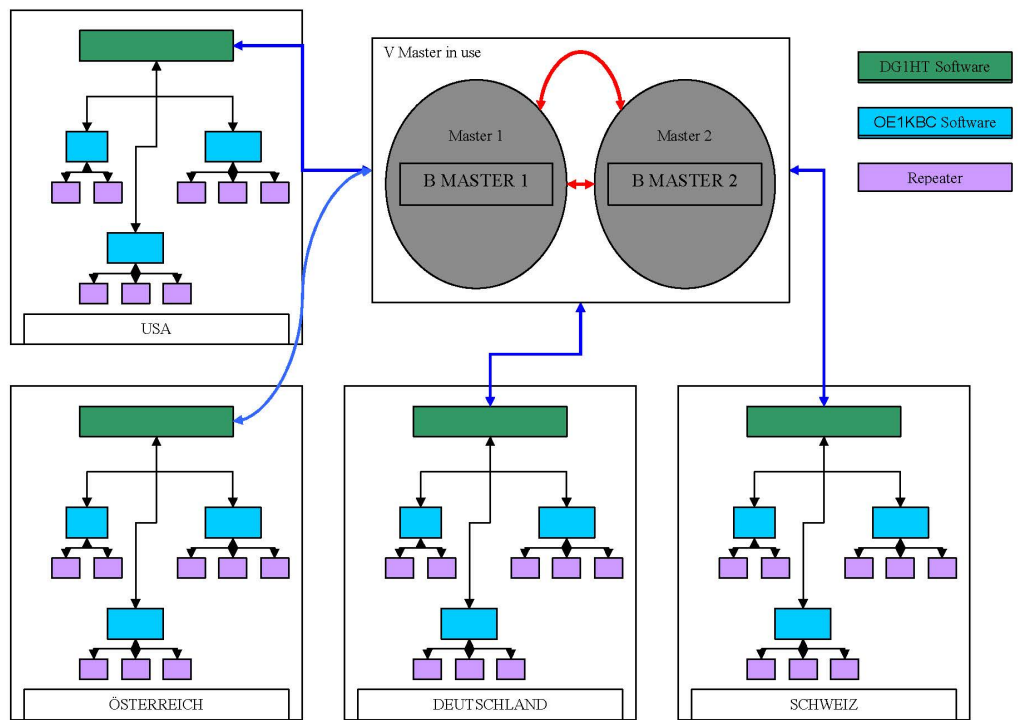 V Master in use
Master 1
Master 2
B MASTER 1
B MASTER 2
DG1HT Software
OE1KBC Software
Repeater
USA
ÖSTERREICH
DEUTSCHLAND
SCHWEIZ